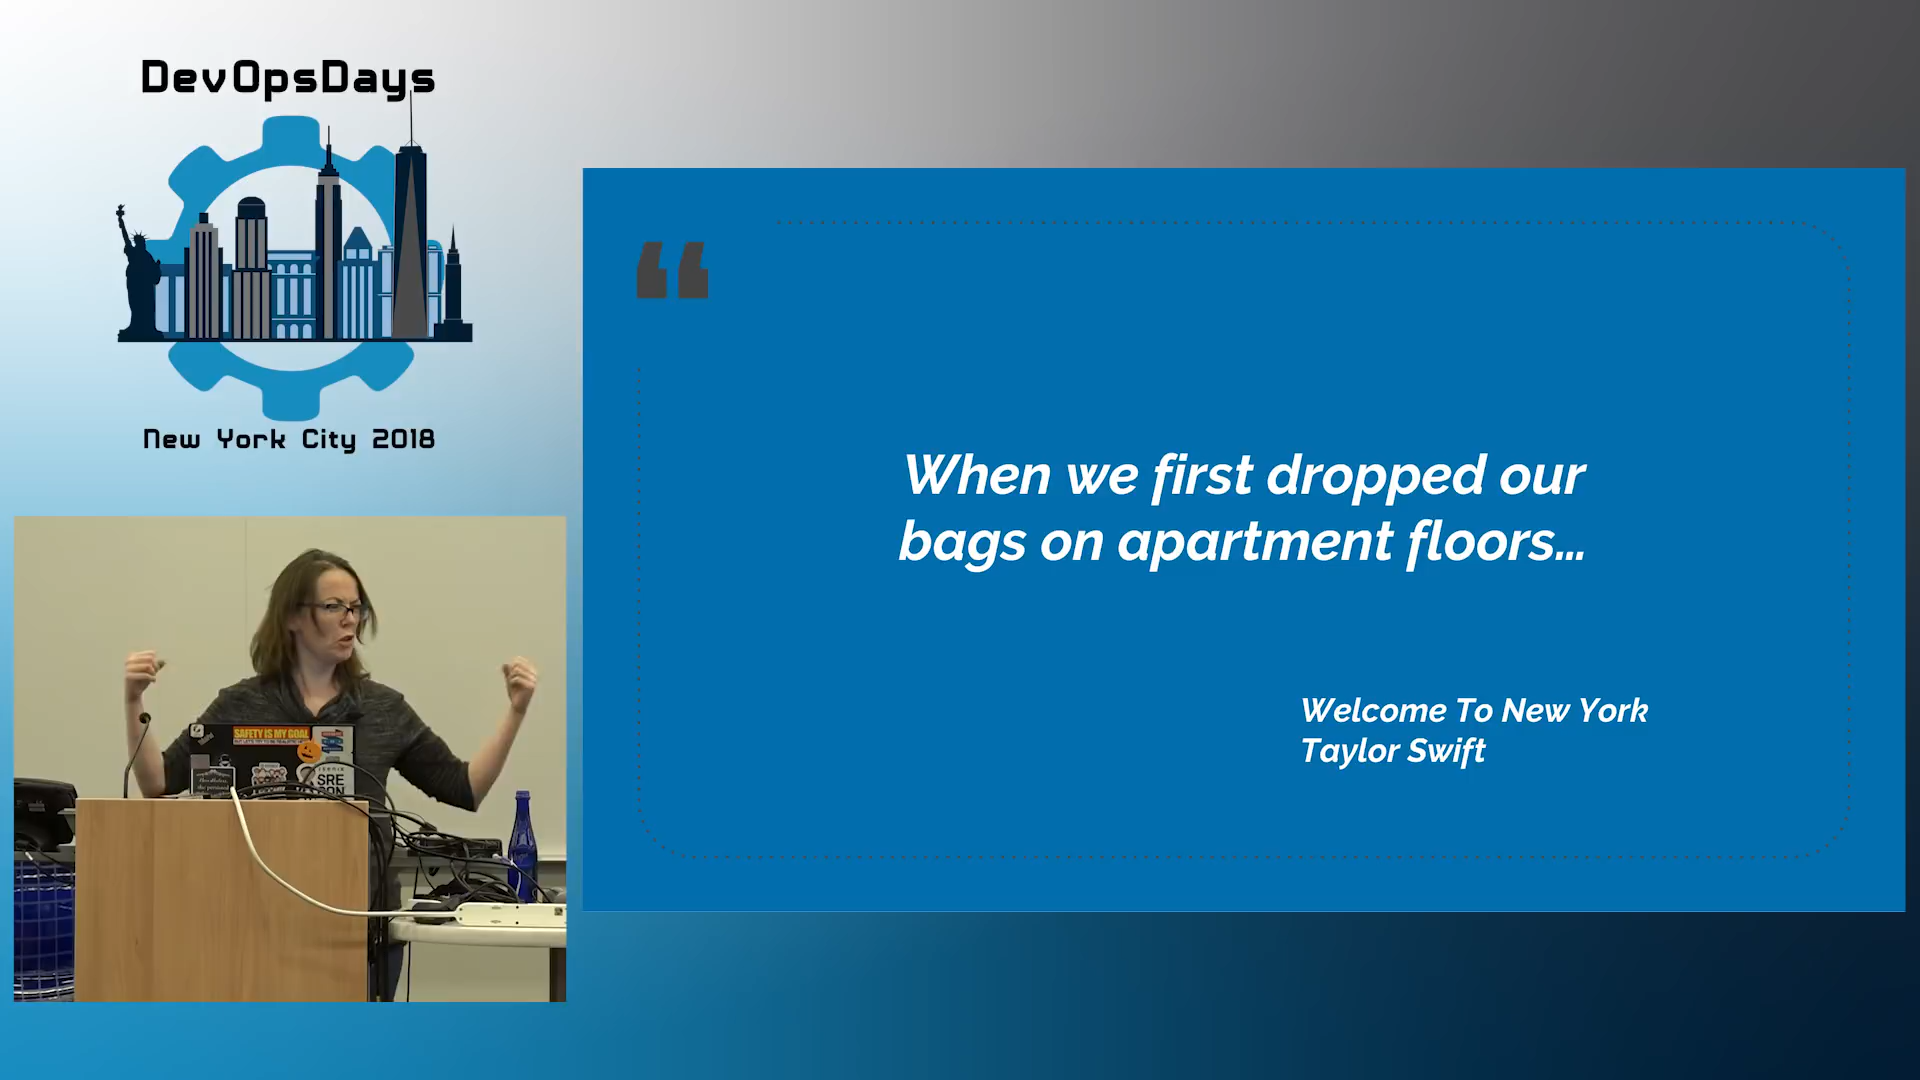 DevOpsDays
New York City 2018
“
When we first dropped our
bags on apartment floors…
Welcome To New York
Taylor Swift
SAFETY IS MY GOAL
SRE
CON